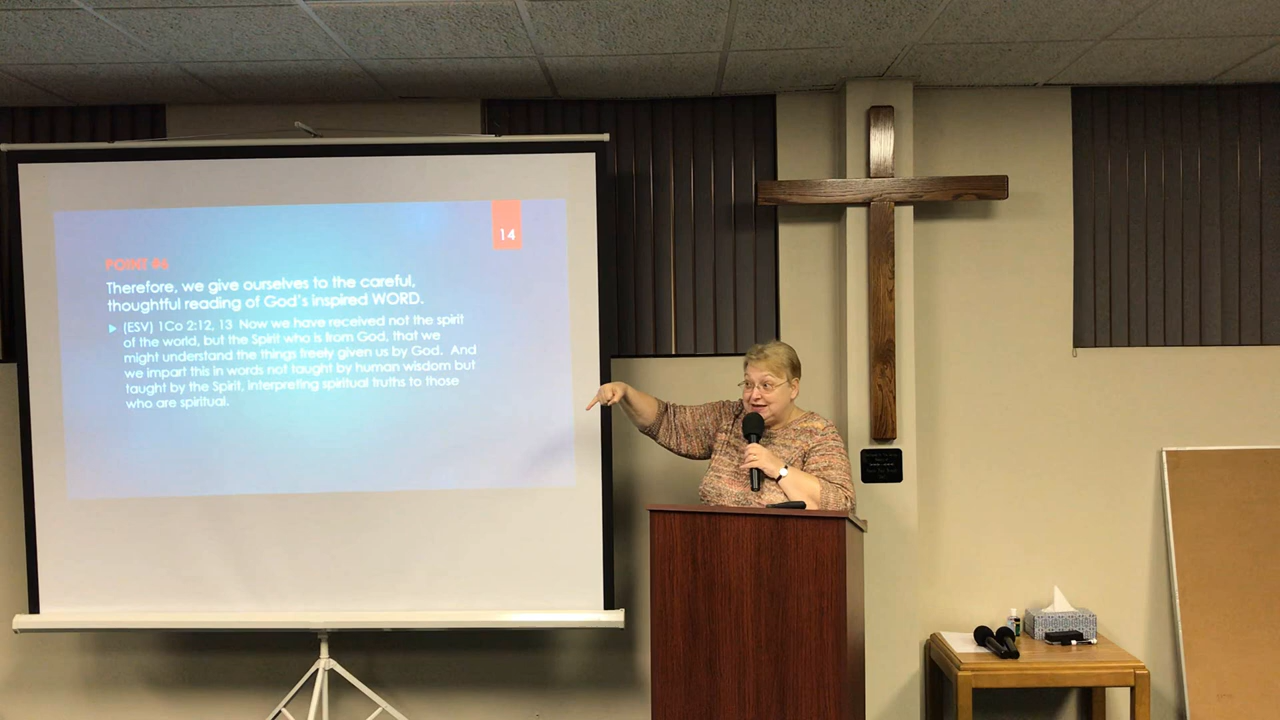 14
POINT #4
Therefore, we give ourselves to the careful,
thoughtful reading of God's inspired WORD.
(ESV) 1Co 2:12, 13 Now we have received not the spirit
of the world, but the Spirit who is from God, that we
might understand the things freely given us by God. And
we impart this in words not taught by human wisdom but
taught by the Spirit, interpreting spiritual truths to those
who are spiritual.